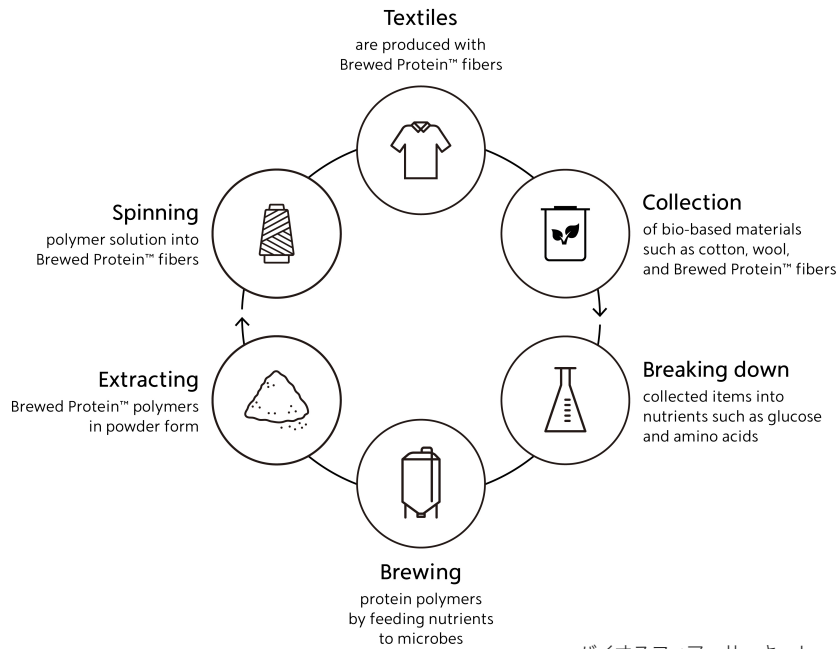 Textiles
are produced with
Brewed Protein™ fibers
Collection
of bio-based materials
such as cotton, wool,
and Brewed Protein™ fibers
Breaking down
collected items into
nutrients such as glucose
and amino acids
Brewing
protein polymers
by feeding nutrients
to microbes
Extracting
Brewed Protein™ polymers
in powder form
Spinning
polymer solution into
Brewed Protein™ fibers